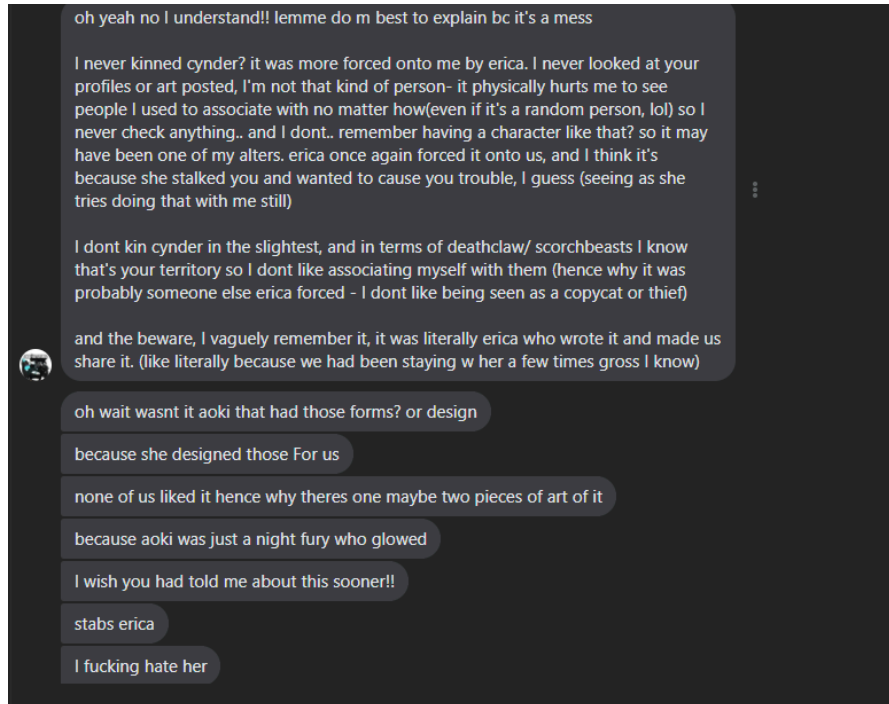 oh yeah no I understand!! lemme do m best to explain bc it's a mess
I never kinned cynder? it was more forced onto me by erica. I never looked at your
profiles or art posted, I'm not that kind of person- it physically hurts me to see
people I used to associate with no matter how(even if it's a random person, lol) so I
never check anything.. and I dont.. remember having a character like that? so it may
have been one of my alters. erica once again forced it onto us, and I think it's
because she stalked you and wanted to cause you trouble, I guess (seeing as she
tries doing that with me still)
I dont kin cynder in the slightest, and in terms of deathclaw/ scorchbeasts I know
that's your territory so I dont like associating myself with them (hence why it was
probably someone else erica forced - I dont like being seen as a copycat or thief)
and the beware, I vaguely remember it, it was literally erica who wrote it and made us
share it. (like literally because we had been staying w her a few times gross I know)
oh wait wasnt it aoki that had those forms? or design
because she designed those For us
none of us liked it hence why theres one maybe two pieces of art of it
because aoki was just a night fury who glowed
I wish you had told me about this sooner!!
stabs erica
I fucking hate her